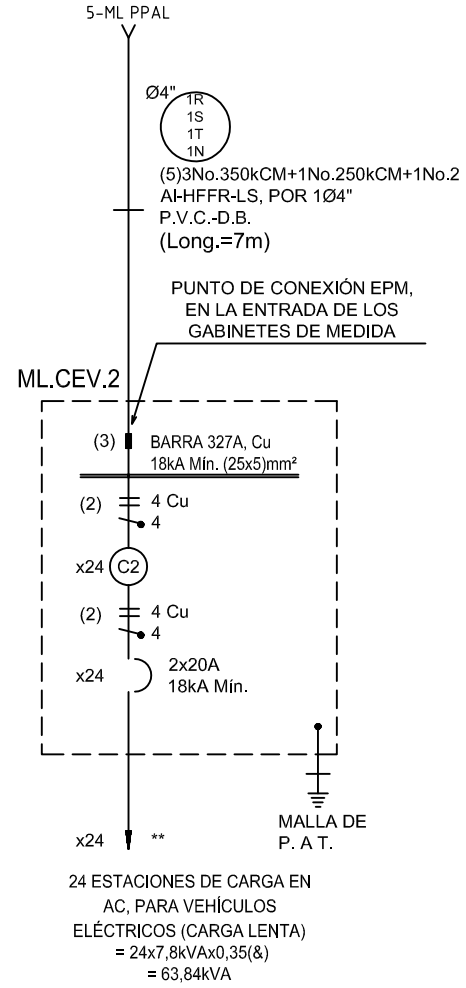 5-ML PPAL
Ø4"
1R
1S
1T
1N
(5)3No.350kCM+1No.250kCM+1No.2
Al-HFFR-LS, POR 1Ø4"
P.V.C.-D.B.
(Long.=7m)
PUNTO DE CONEXIÓN EPM,
EN LA ENTRADA DE LOS
GABINETES DE MEDIDA
ML.CEV.2
(3) BARRA 327A, Cu
18kA Mín. (25x5)mm²
(2) 4 Cu
4
x24 C2
(2) 4 Cu
4
x24 2x20A
18kA Mín.
MALLA DE
P. A T.
x24 **
24 ESTACIONES DE CARGA EN
AC, PARA VEHÍCULOS
ELÉCTRICOS (CARGA LENTA)
= 24x7,8kVAx0,35(&)
= 63,84kVA